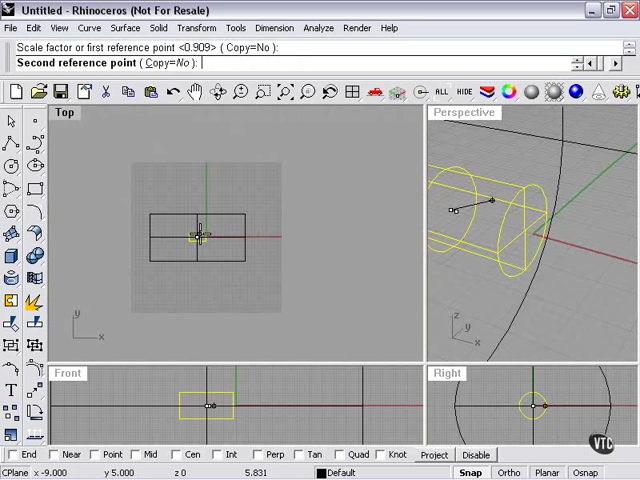 Untitled - Rhinoceros (Not For Resale)
File Edit View Curve Surface Solid Transform Tools Dimension Analyze Render Help
Scale factor or first reference point <0.909> ( Copy=No ):
Second reference point ( Copy=No ):
ALL HIDE
Top
Perspective
y
x
z
y
x
Front
Right
T
VTC
End Near Point Mid Cen Int Perp Tan Quad Knot Project Disable
CPlane x -9.000 y 5.000 z 0 5.831 Default Snap Ortho Planar Osnap